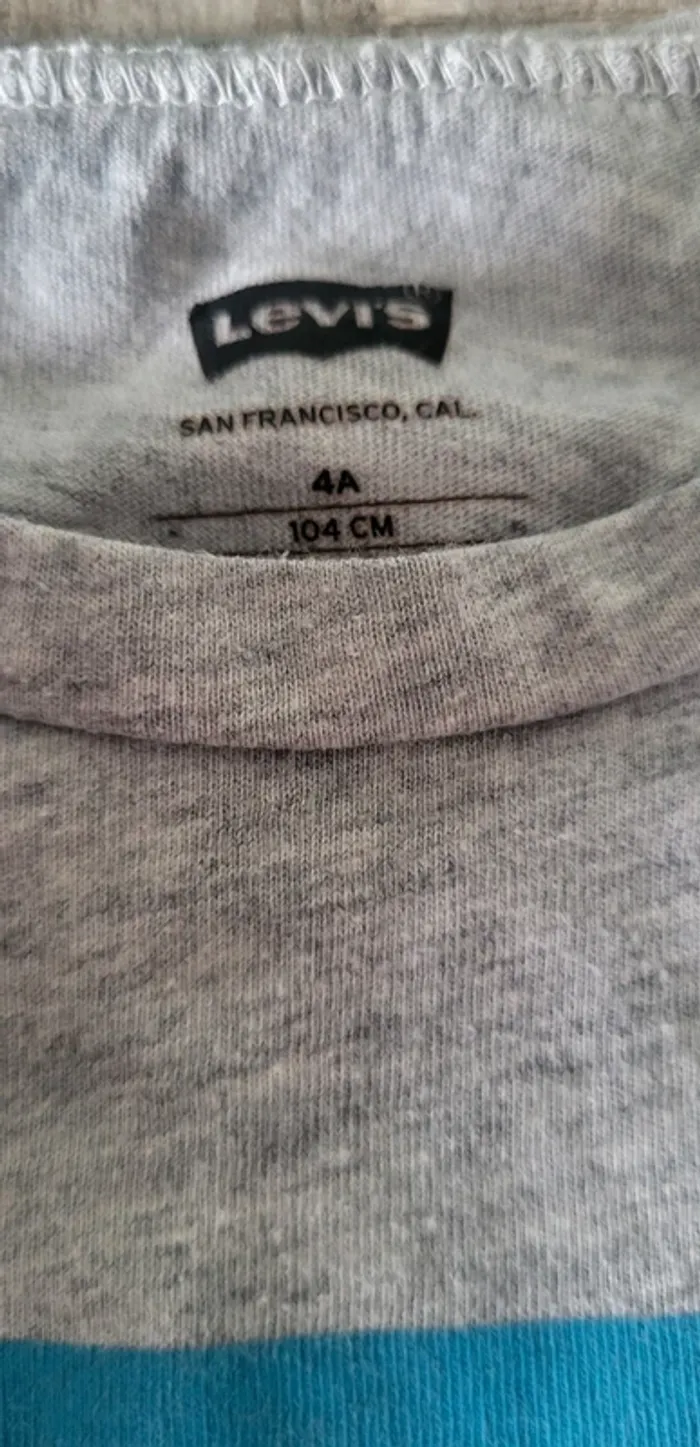 Levi's
SAN FRANCISCO, CAL.
4A
104 CM